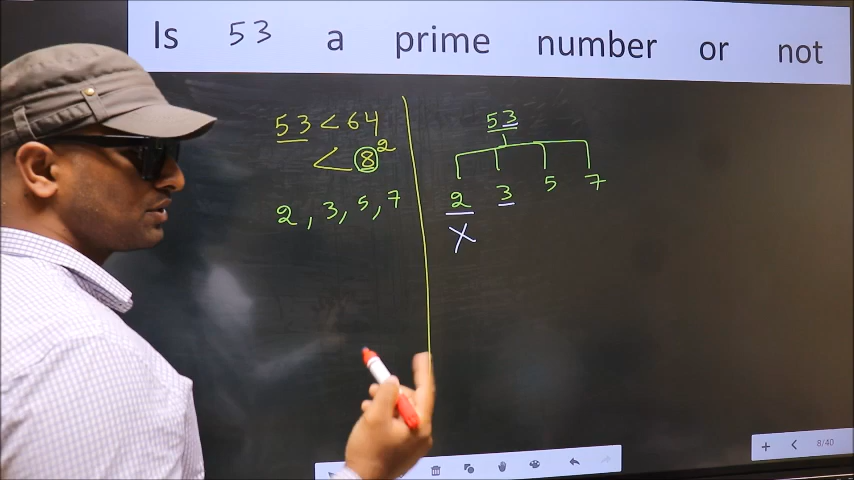 Is 53 a prime number or not
53 < 64
< 8²
2, 3, 5, 7
53
2 3 5 7
X
8/40